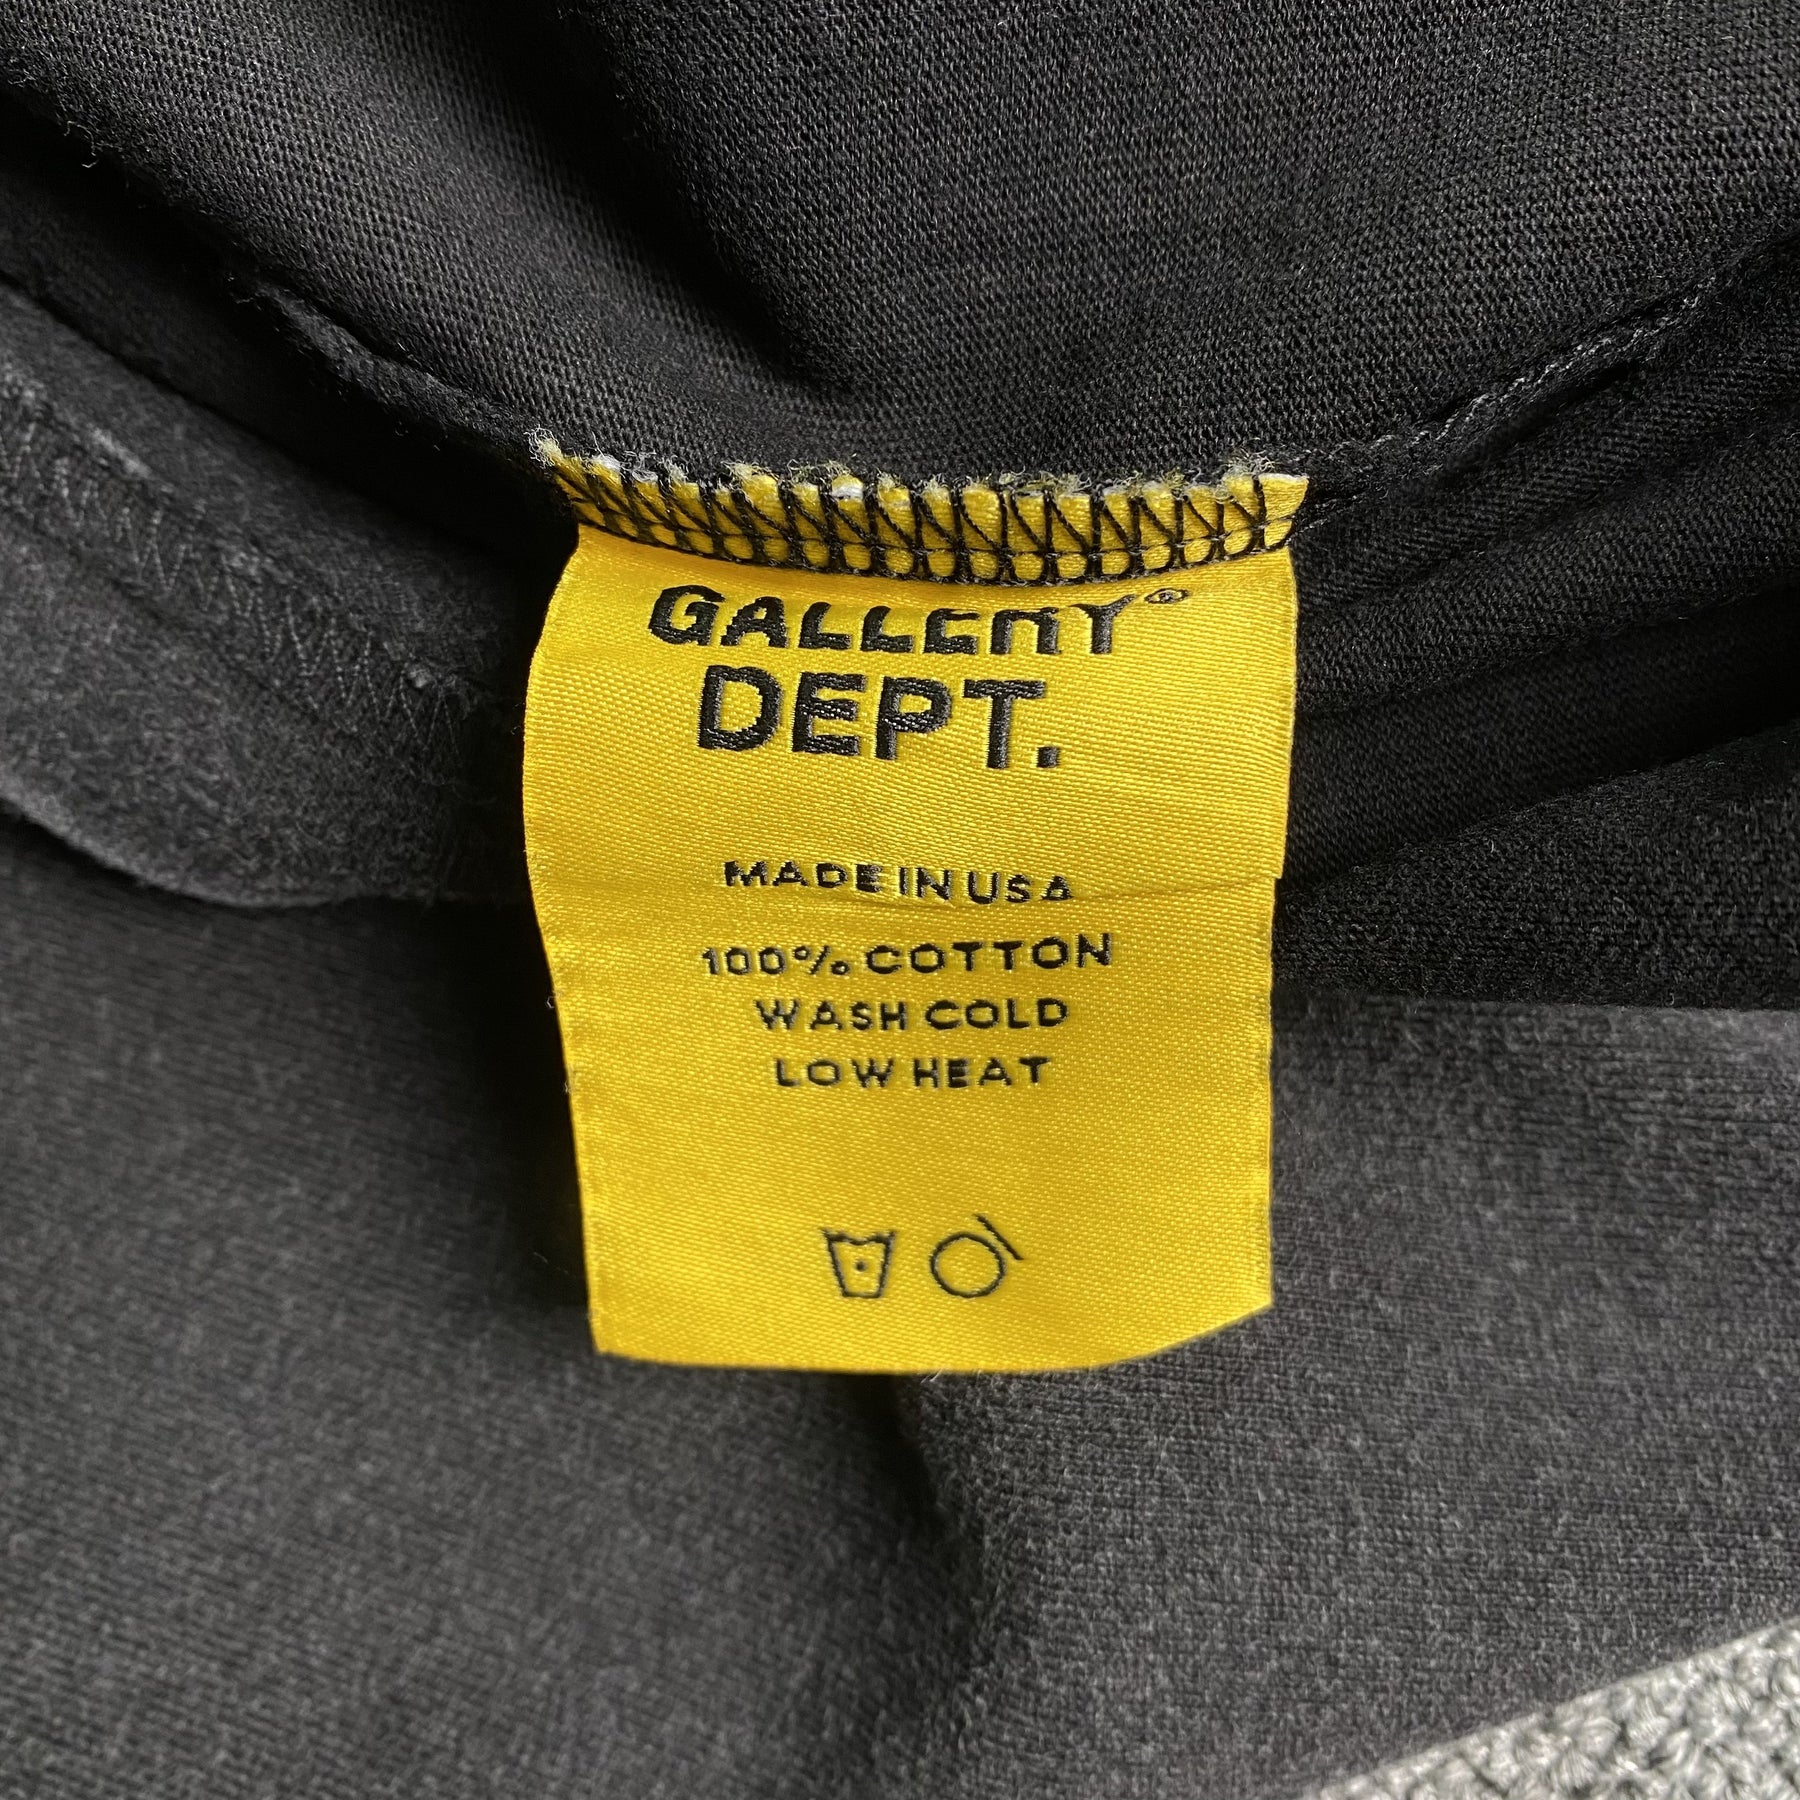 GALLERY®
DEPT.
MADE IN USA
100% COTTON
WASH COLD
LOW HEAT